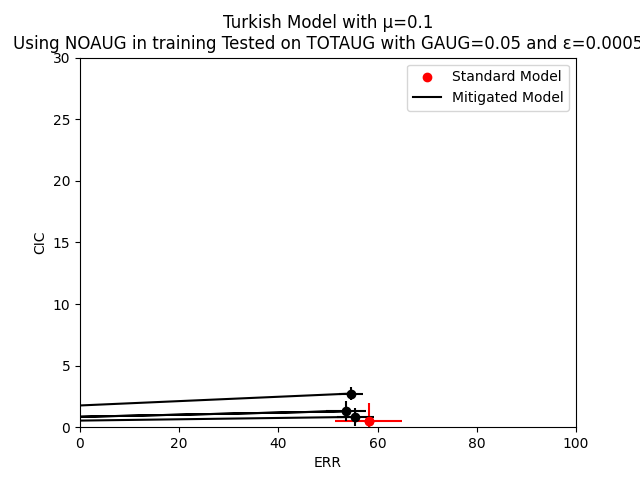 Turkish Model with μ=0.1
Using NOAUG in training Tested on TOTAUG with GAUG=0.05 and ε=0.0005
Standard Model
Mitigated Model
30
25
20
15
10
5
0
CIC
0 20 40 60 80 100
ERR